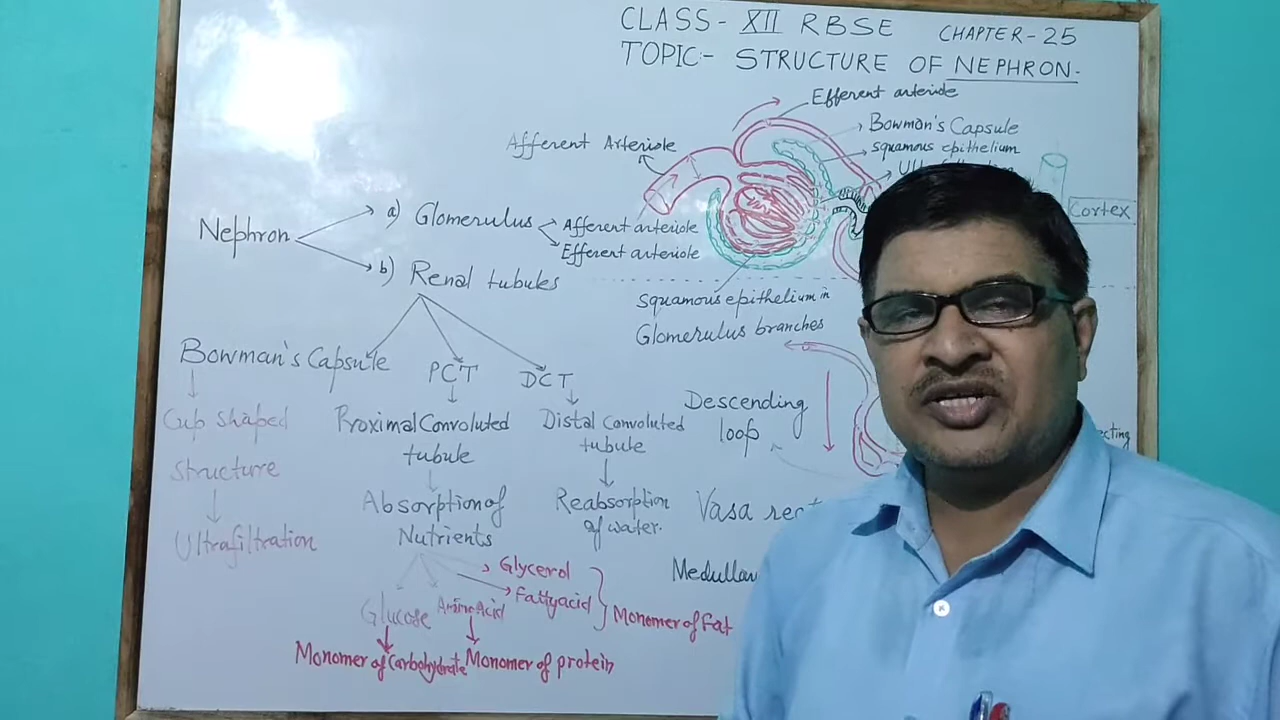 CLASS- XII RBSE CHAPTER-25
TOPIC:- STRUCTURE OF NEPHRON.
Efferent arteriole
Afferent Arteriole
Bowman's Capsule
squamous epithelium
Cortex
Nephron
a) Glomerulus
Afferent arteriole
Efferent arteriole
b) Renal tubules
Squamous epithelium in
Glomerulus branches
Bowman's Capsule
PCT
DCT
Cup shaped
structure
Ultrafiltration
Proximal Convoluted
tubule
Absorption of
Nutrients
Distal Convoluted
tubule
Reabsorption
of water.
Descending
loop
Vasa
Glucose
Amino Acid
Fattyacid
Glycerol
Monomer of Fat
Monomer of Carbohydrate
Monomer of protein